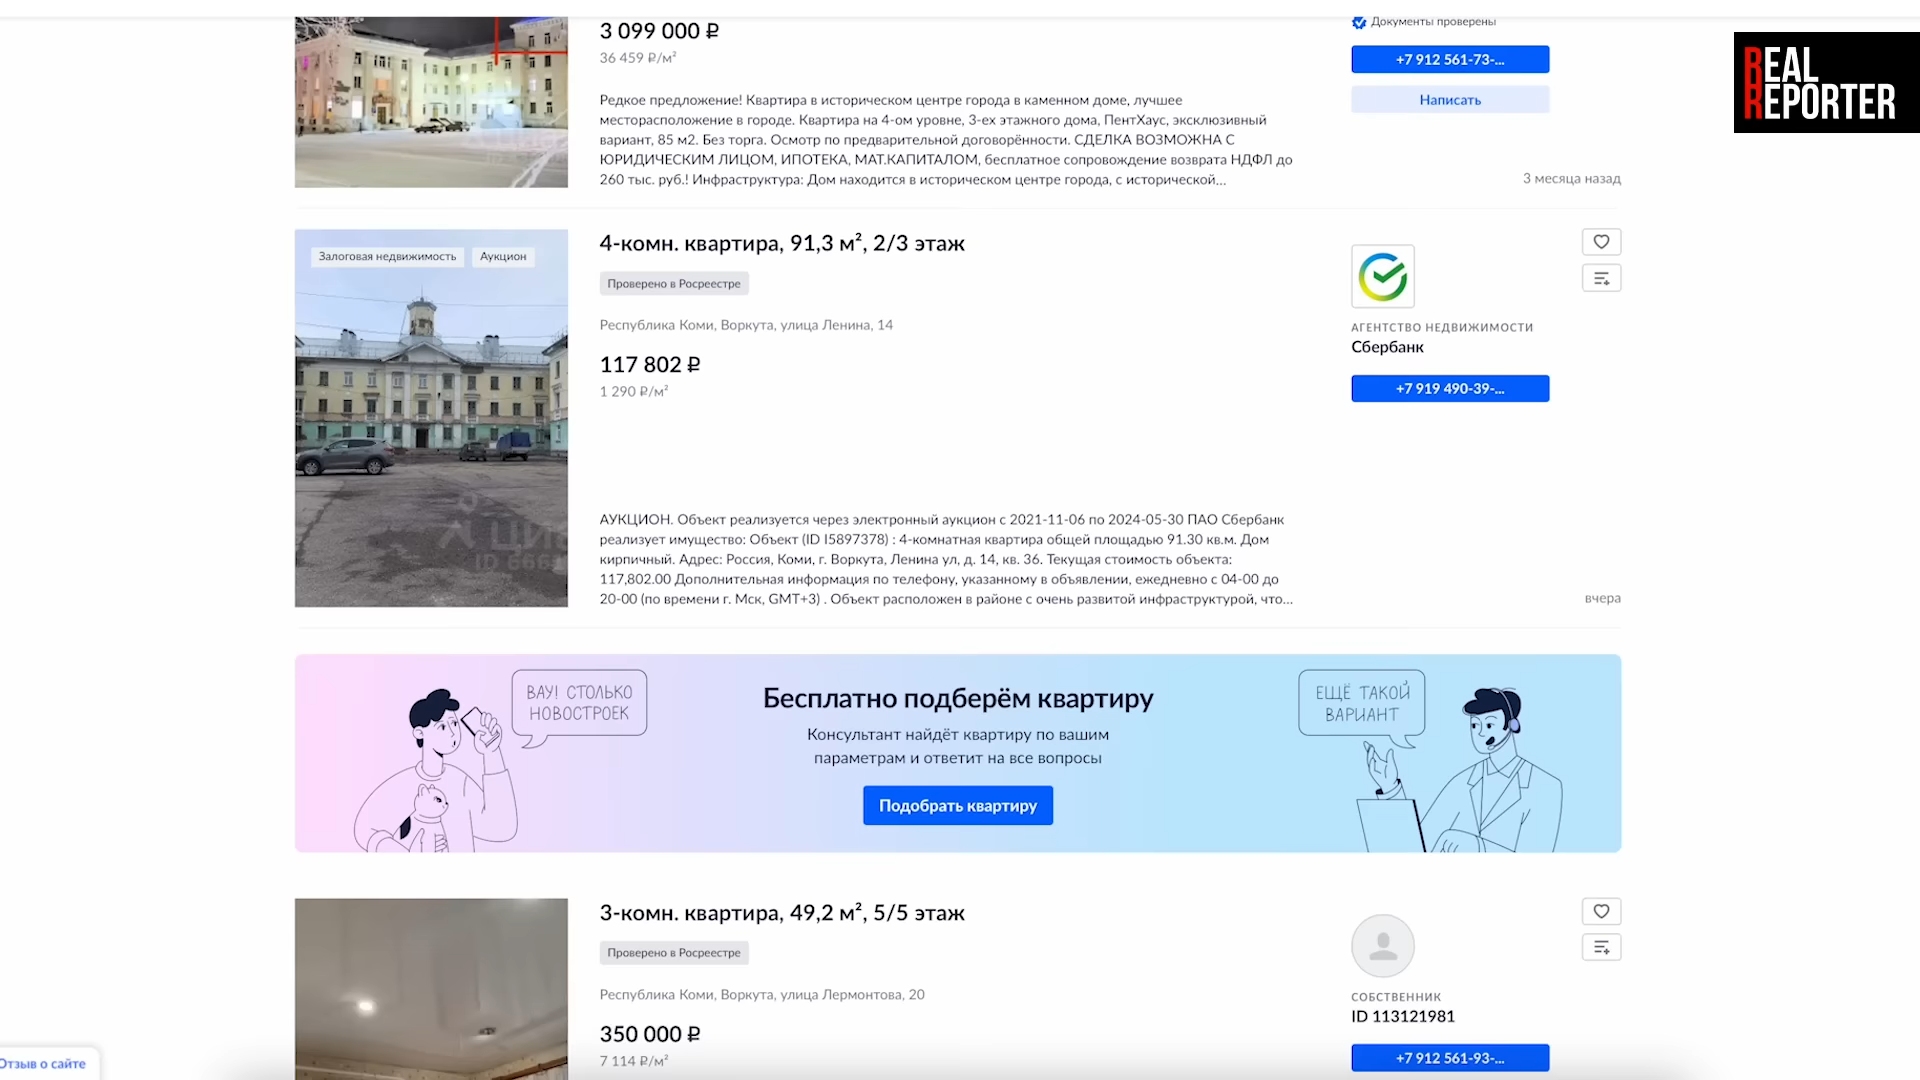 3 099 000 ₽
36 459 ₽/м²
Редкое предложение! Квартира в историческом центре города в каменном доме, лучшее
месторасположение в городе. Квартира на 4-ом уровне, 3-ех этажного дома, ПентХаус, эксклюзивный
вариант, 85 м2. Без торга. Осмотр по предварительной договорённости. СДЕЛКА ВОЗМОЖНА С
ЮРИДИЧЕСКИМ ЛИЦОМ, ИПОТЕКА, МАТ.КАПИТАЛОМ, бесплатное сопровождение возврата НДФЛ до
260 тыс. руб.! Инфраструктура: Дом находится в историческом центре города, с исторической...
Документы проверены
+7 912 561-73-...
Написать
3 месяца назад
REAL
REPORTER
Залоговая недвижимость
Аукцион
4-комн. квартира, 91,3 м², 2/3 этаж
Проверено в Росреестре
Республика Коми, Воркута, улица Ленина, 14
117 802 ₽
1 290 ₽/м²
АУКЦИОН. Объект реализуется через электронный аукцион с 2021-11-06 по 2024-05-30 ПАО Сбербанк
реализует имущество: Объект (ID I5897378) : 4-комнатная квартира общей площадью 91.30 кв.м. Дом
кирпичный. Адрес: Россия, Коми, г. Воркута, Ленина ул, д. 14, кв. 36. Текущая стоимость объекта:
117,802.00 Дополнительная информация по телефону, указанному в объявлении, ежедневно с 04-00 до
20-00 (по времени г. Мск, GMT+3) . Объект расположен в районе с очень развитой инфраструктурой, что...
АГЕНТСТВО НЕДВИЖИМОСТИ
Сбербанк
+7 919 490-39-...
вчера
ВАУ! СТОЛЬКО
НОВОСТРОЕК
Бесплатно подберём квартиру
Консультант найдёт квартиру по вашим
параметрам и ответит на все вопросы
Подобрать квартиру
ЕЩЁ ТАКОЙ
ВАРИАНТ
3-комн. квартира, 49,2 м², 5/5 этаж
Проверено в Росреестре
Республика Коми, Воркута, улица Лермонтова, 20
350 000 ₽
7 114 ₽/м²
СОБСТВЕННИК
ID 113121981
+7 912 561-93-...
Отзыв о сайте